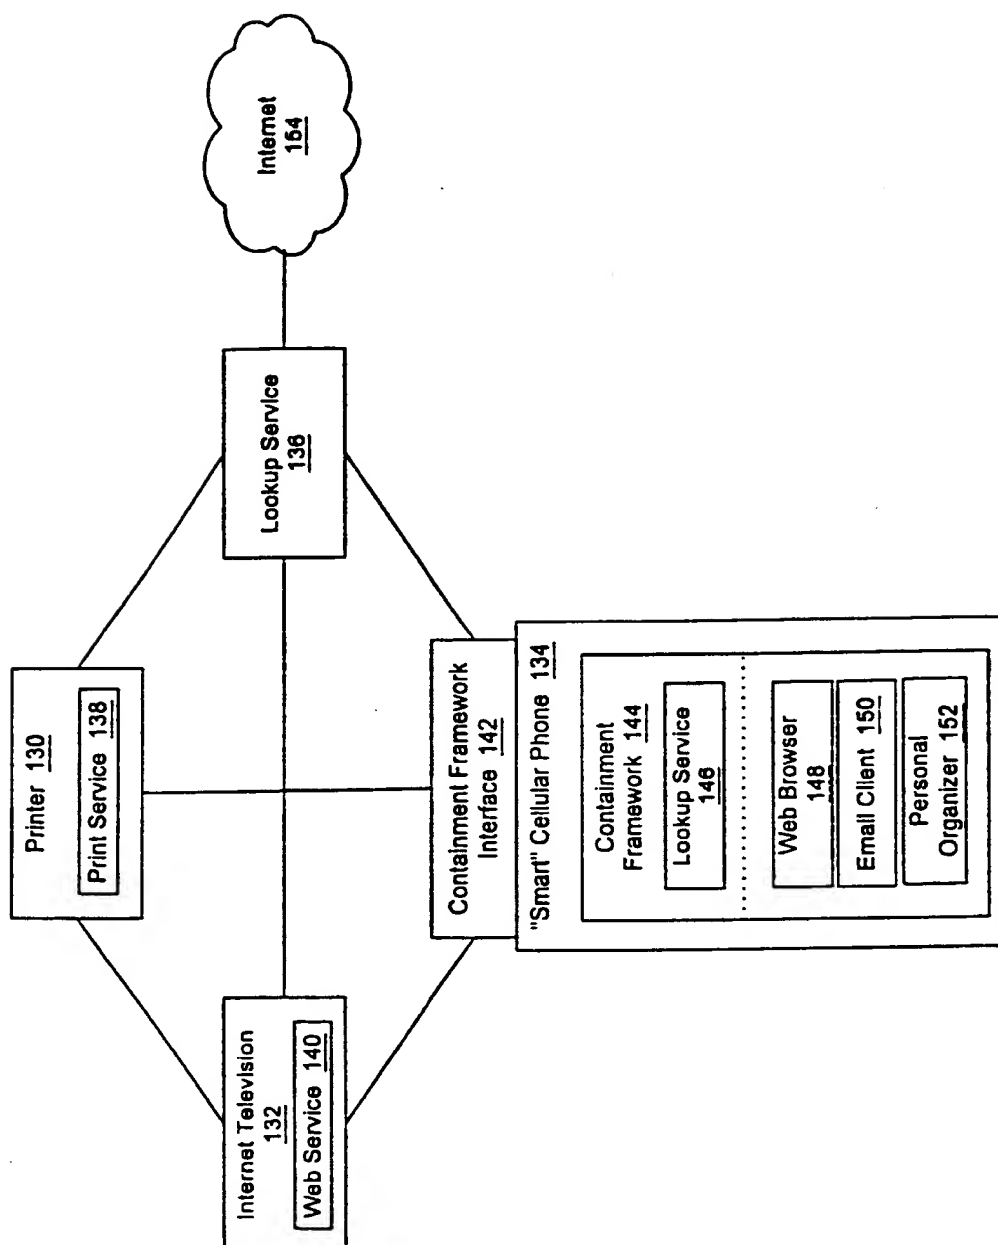 Printer 130
Print Service 138
Internet Television
132
Web Service 140
Lookup Service
136
Internet
154
Containment Framework
Interface 142
"Smart" Cellular Phone 134
Containment
Framework 144
Lookup Service
146
Web Browser
148
Email Client 150
Personal
Organizer 152